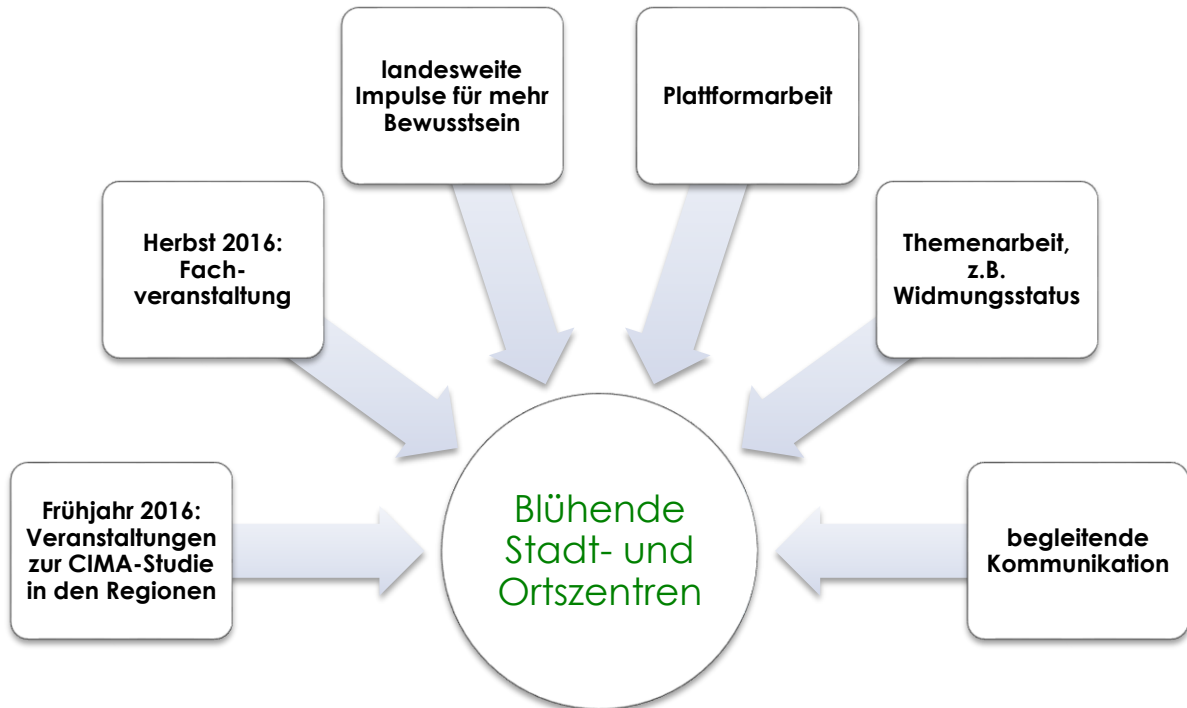 landesweite
Impulse für mehr
Bewusstsein
Plattformarbeit
Herbst 2016:
Fach-
veranstaltung
Themenarbeit,
z.B.
Widmungsstatus
Frühjahr 2016:
Veranstaltungen
zur CIMA-Studie
in den Regionen
Blühende
Stadt- und
Ortszentren
begleitende
Kommunikation